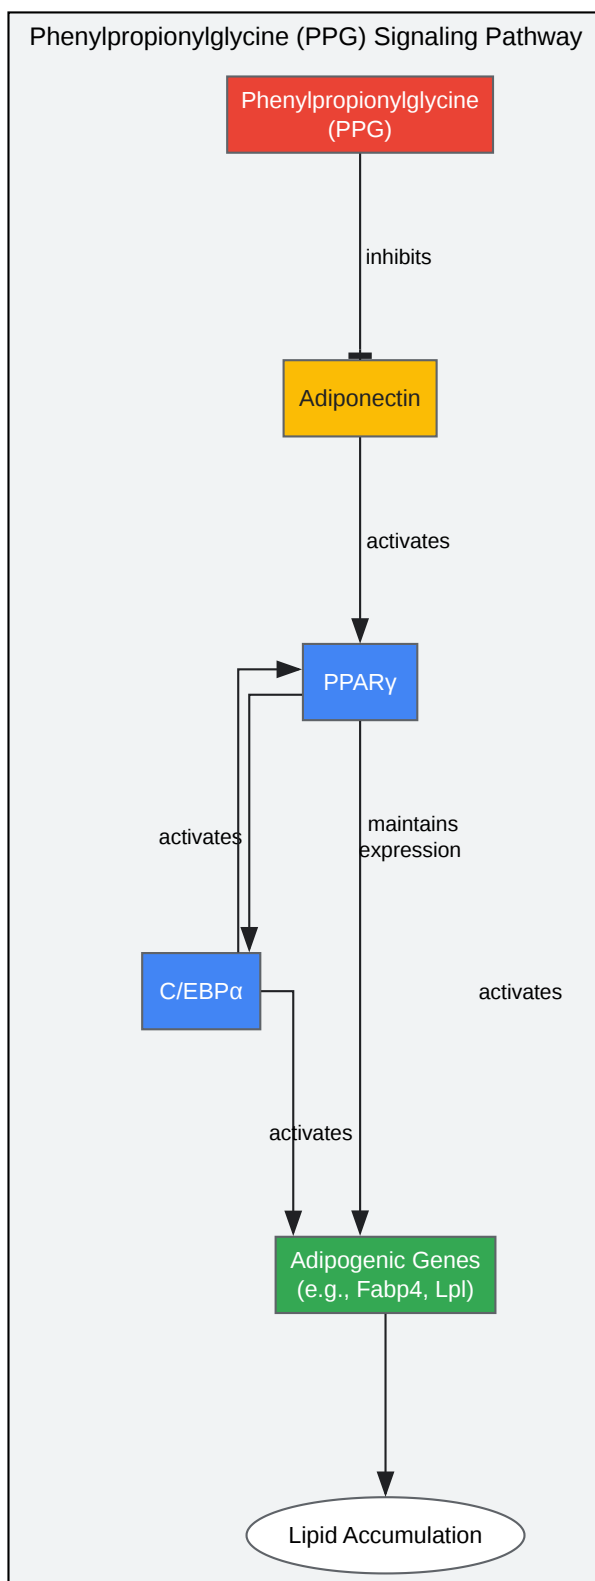 Phenylpropionylglycine (PPG) Signaling Pathway
Phenylpropionylglycine
(PPG)
inhibits
Adiponectin
activates
PPARγ
activates
maintains
expression
C/EBPα
activates
activates
Adipogenic Genes
(e.g., Fabp4, Lpl)
Lipid Accumulation